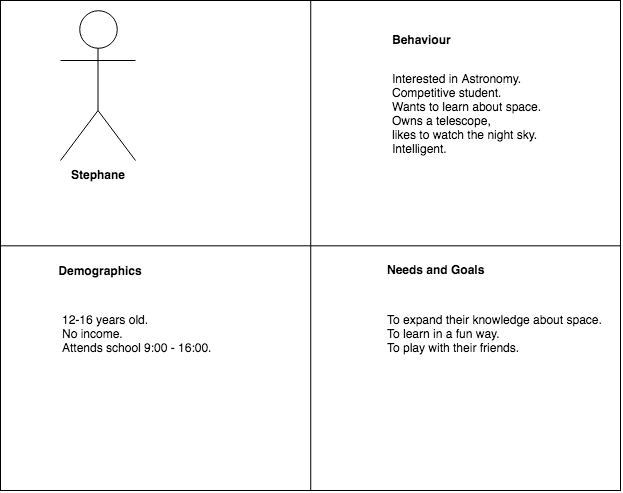 Stephane
Behaviour
Interested in Astronomy.
Competitive student.
Wants to learn about space.
Owns a telescope,
likes to watch the night sky.
Intelligent.
Demographics
12-16 years old.
No income.
Attends school 9:00 - 16:00.
Needs and Goals
To expand their knowledge about space.
To learn in a fun way.
To play with their friends.